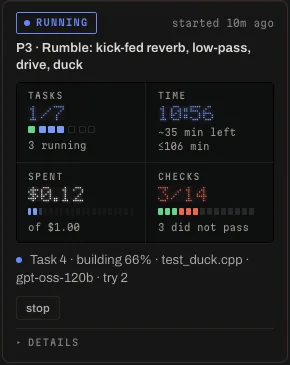 RUNNING
started 10m ago
P3 · Rumble: kick-fed reverb, low-pass,
drive, duck
TASKS
1/7
3 running
TIME
10:56
~35 min left
≤106 min
SPENT
$0.12
of $1.00
CHECKS
3/14
3 did not pass
Task 4 · building 66% · test_duck.cpp ·
gpt-oss-120b · try 2
stop
DETAILS